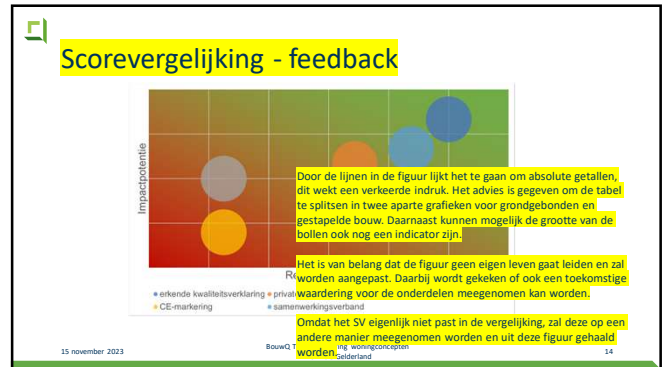 Scorevergelijking - feedback
Impactpotentie
Door de lijnen in de figuur lijkt het te gaan om absolute getallen,
dit wekt een verkeerde indruk. Het advies is gegeven om de tabel
te splitsen in twee aparte grafieken voor grondgebonden en
gestapelde bouw. Daarnaast kunnen mogelijk de grootte van de
bollen ook nog een indicator zijn.
Het is van belang dat de figuur geen eigen leven gaat leiden en zal
worden aangepast. Daarbij wordt gekeken of ook een toekomstige
waardering voor de onderdelen meegenomen kan worden.
Omdat het SV eigenlijk niet past in de vergelijking, zal deze op een
andere manier meegenomen worden en uit deze figuur gehaald
worden.
erkende kwaliteitsverklaring
CE-markering
samenwerkingsverband
15 november 2023
BouwQ
woningconcepten
Gelderland
14